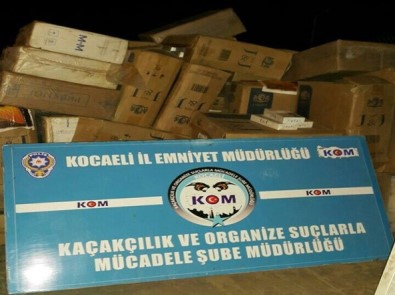 M-M
KOCAELİ İL EMNİYET MÜDÜRLÜĞÜ
KOM
KOM
KOM
KOM
KAÇAKÇILIK VE ORGANİZE SUÇLARLA
MÜCADELE ŞUBE MÜDÜRLÜĞÜ